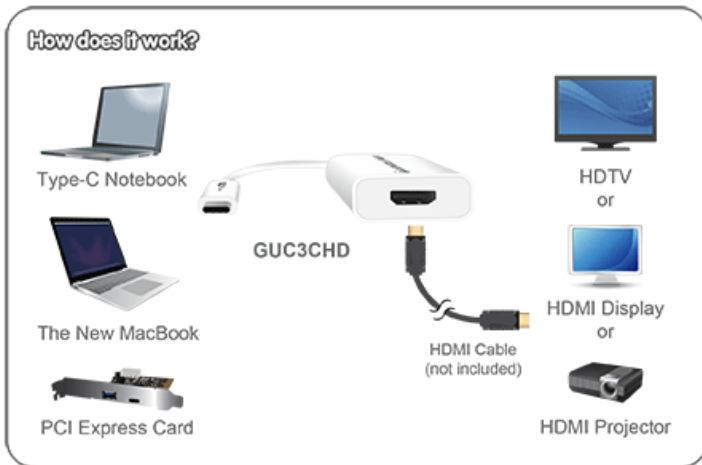 How does it work?
Type-C Notebook
The New MacBook
PCI Express Card
GUC3CHD
HDMI Cable
(not included)
HDTV
or
HDMI Display
or
HDMI Projector